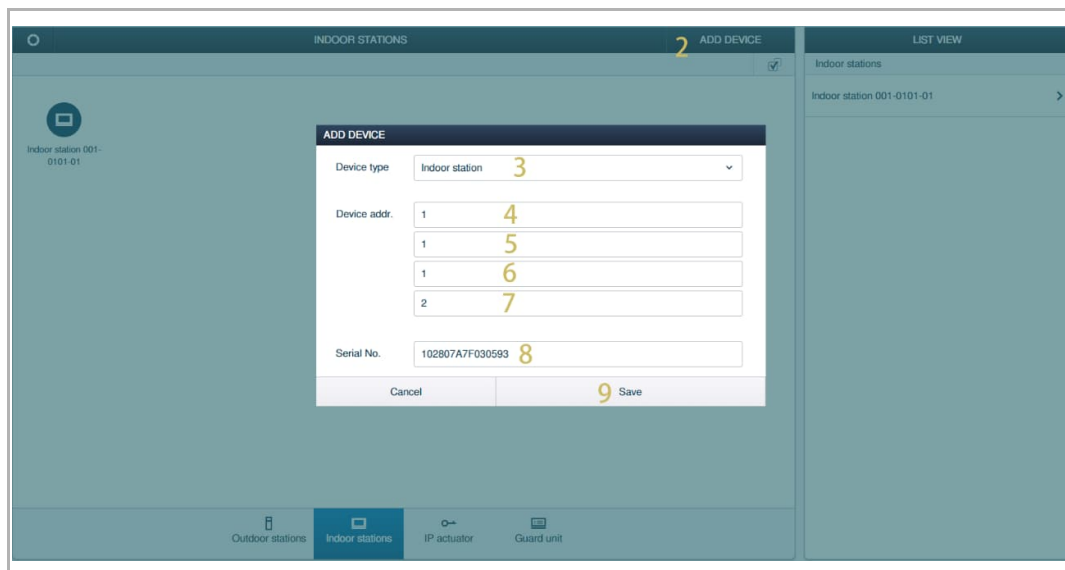 INDOOR STATIONS
2 ADD DEVICE
LIST VIEW
Indoor stations
Indoor station 001-0101-01
Indoor station 001-
0101-01
ADD DEVICE
Device type
Indoor station
3
Device addr.
1
4
1
5
1
6
2
7
Serial No.
102807A7F030593
8
Cancel
9 Save
Outdoor stations
Indoor stations
IP actuator
Guard unit